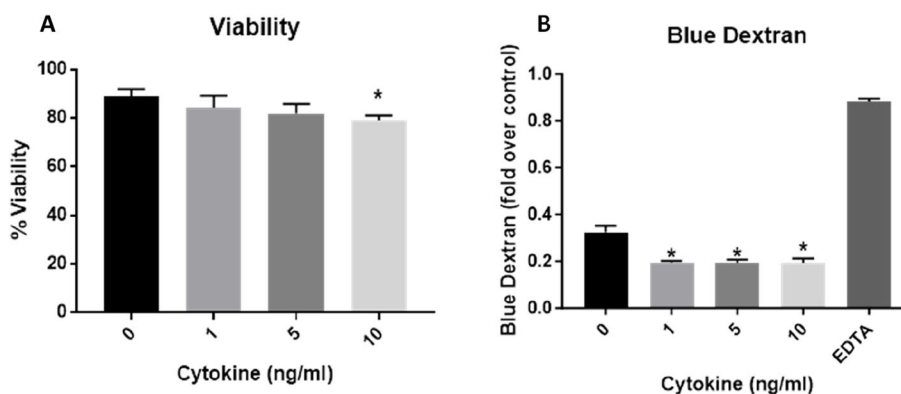 A
Viability
% Viability
100
80
60
40
20
0
*
0
1
5
10
Cytokine (ng/ml)
B
Blue Dextran
Blue Dextran (fold over control)
1.0
0.8
0.6
0.4
0.2
0.0
* * *
0
1
5
10
EDTA
Cytokine (ng/ml)